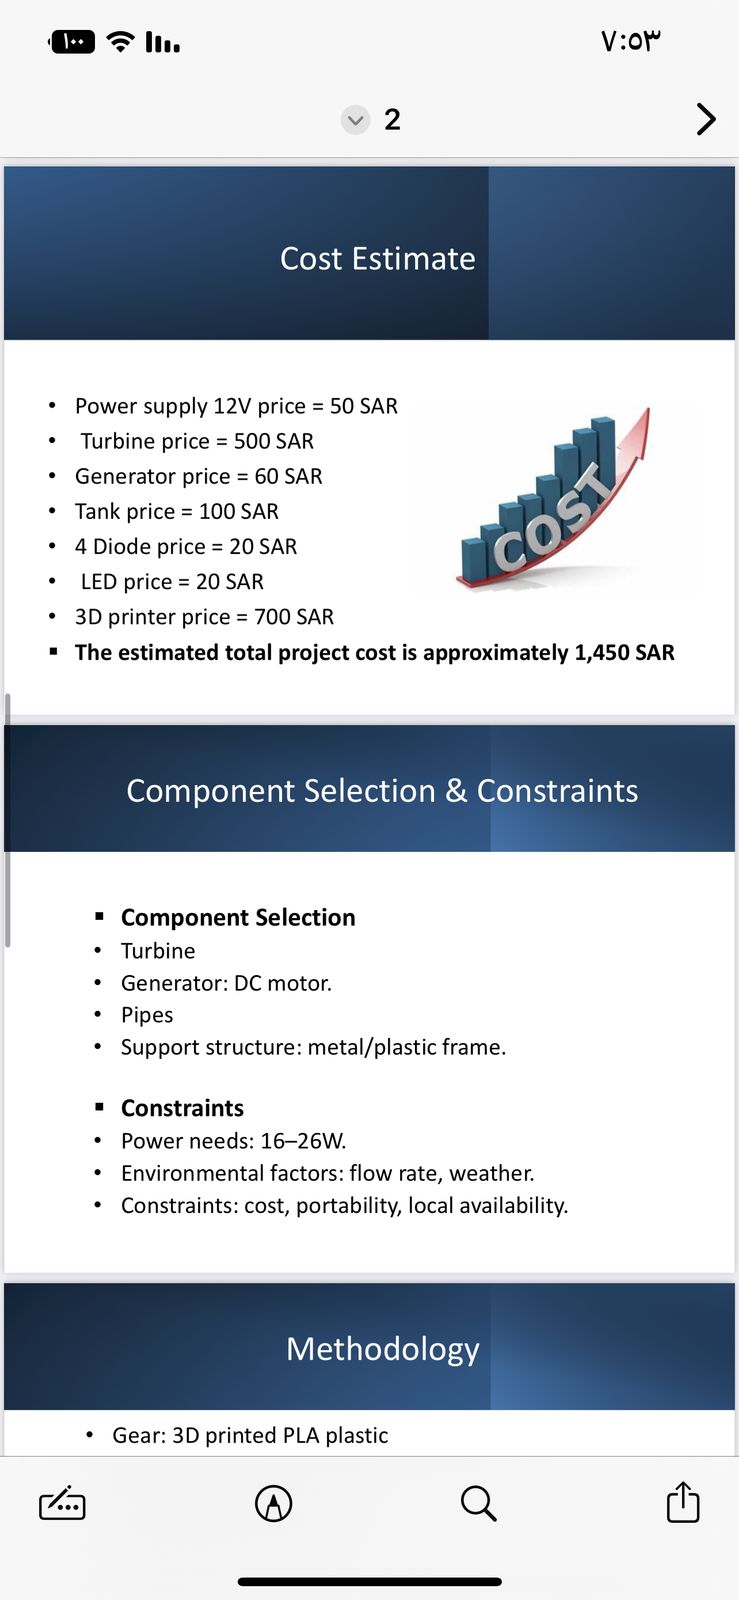 ١٠٠
٧:٥٣
2
Cost Estimate
• Power supply 12V price = 50 SAR
• Turbine price = 500 SAR
• Generator price = 60 SAR
• Tank price = 100 SAR
• 4 Diode price = 20 SAR
• LED price = 20 SAR
• 3D printer price = 700 SAR
▪ The estimated total project cost is approximately 1,450 SAR
COST
Component Selection & Constraints
▪ Component Selection
• Turbine
• Generator: DC motor.
• Pipes
• Support structure: metal/plastic frame.
▪ Constraints
• Power needs: 16–26W.
• Environmental factors: flow rate, weather.
• Constraints: cost, portability, local availability.
Methodology
• Gear: 3D printed PLA plastic